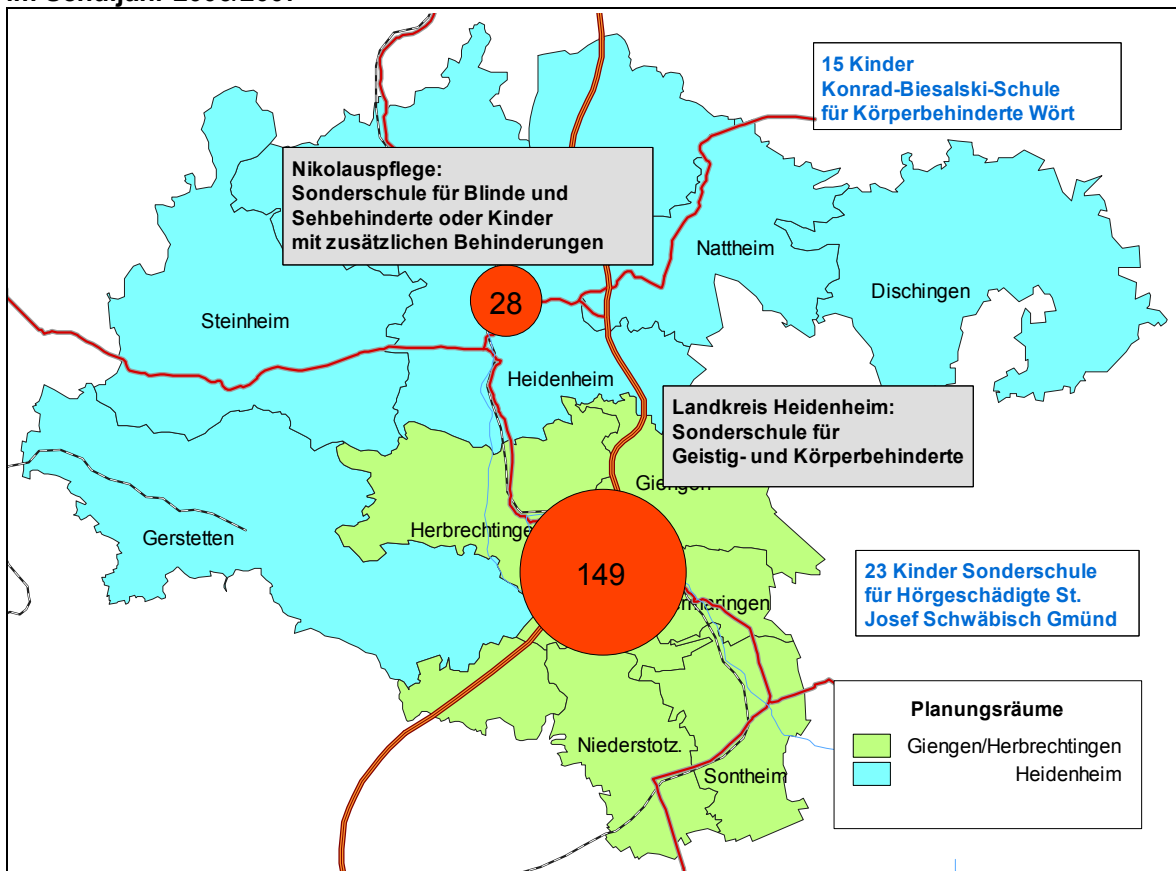 15 Kinder
Konrad-Biesalski-Schule
für Körperbehinderte Wört
Nikolauspflege:
Sonderschule für Blinde und
Sehbehinderte oder Kinder
mit zusätzlichen Behinderungen
Nattheim
Dischingen
28
Steinheim
Heidenheim
Landkreis Heidenheim:
Sonderschule für
Geistig- und Körperbehinderte
Giengen
Herbrechtinge
Gerstetten
149
23 Kinder Sonderschule
für Hörgeschädigte St.
Josef Schwäbisch Gmünd
maringen
Planungsräume
Giengen/Herbrechtingen
Heidenheim
Niederstotz.
Sontheim